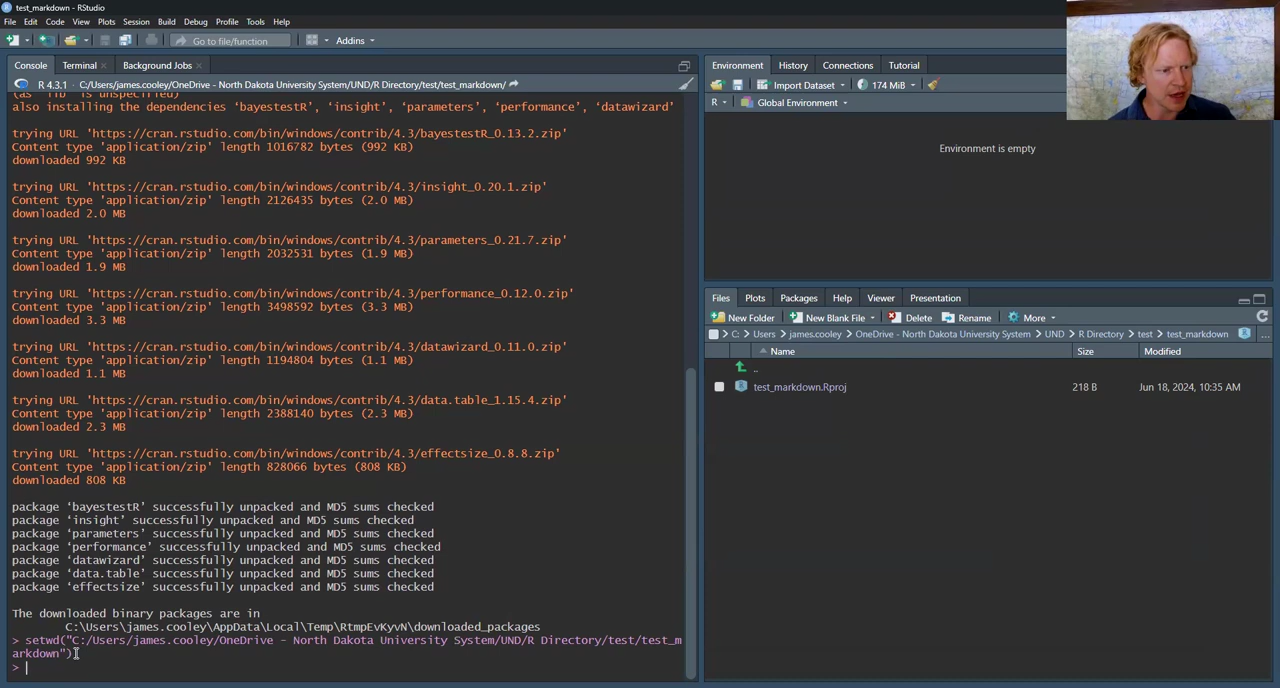 test_markdown - RStudio
File Edit Code View Plots Session Build Debug Profile Tools Help
Go to file/function Addins
Console Terminal Background Jobs
R 4.3.1 · C:/Users/james.cooley/OneDrive - North Dakota University System/UND/R Directory/test/test_markdown/
(as 'lib' is unspecified)
also installing the dependencies ‘bayestestR’, ‘insight’, ‘parameters’, ‘performance’, ‘datawizard’
trying URL 'https://cran.rstudio.com/bin/windows/contrib/4.3/bayestestR_0.13.2.zip'
Content type 'application/zip' length 1016782 bytes (992 KB)
downloaded 992 KB
trying URL 'https://cran.rstudio.com/bin/windows/contrib/4.3/insight_0.20.1.zip'
Content type 'application/zip' length 2126435 bytes (2.0 MB)
downloaded 2.0 MB
trying URL 'https://cran.rstudio.com/bin/windows/contrib/4.3/parameters_0.21.7.zip'
Content type 'application/zip' length 2032531 bytes (1.9 MB)
downloaded 1.9 MB
trying URL 'https://cran.rstudio.com/bin/windows/contrib/4.3/performance_0.12.0.zip'
Content type 'application/zip' length 3498592 bytes (3.3 MB)
downloaded 3.3 MB
trying URL 'https://cran.rstudio.com/bin/windows/contrib/4.3/datawizard_0.11.0.zip'
Content type 'application/zip' length 1194804 bytes (1.1 MB)
downloaded 1.1 MB
trying URL 'https://cran.rstudio.com/bin/windows/contrib/4.3/data.table_1.15.4.zip'
Content type 'application/zip' length 2388140 bytes (2.3 MB)
downloaded 2.3 MB
trying URL 'https://cran.rstudio.com/bin/windows/contrib/4.3/effectsize_0.8.8.zip'
Content type 'application/zip' length 828066 bytes (808 KB)
downloaded 808 KB
package ‘bayestestR’ successfully unpacked and MD5 sums checked
package ‘insight’ successfully unpacked and MD5 sums checked
package ‘parameters’ successfully unpacked and MD5 sums checked
package ‘performance’ successfully unpacked and MD5 sums checked
package ‘datawizard’ successfully unpacked and MD5 sums checked
package ‘data.table’ successfully unpacked and MD5 sums checked
package ‘effectsize’ successfully unpacked and MD5 sums checked
The downloaded binary packages are in
C:\Users\james.cooley\AppData\Local\Temp\RtmpEvKyvN\downloaded_packages
> setwd("C:/Users/james.cooley/OneDrive - North Dakota University System/UND/R Directory/test/test_m
arkdown")
>
Environment History Connections Tutorial
Import Dataset 174 MiB
R Global Environment
Environment is empty
Files Plots Packages Help Viewer Presentation
New Folder New Blank File Delete Rename More
C: > Users > james.cooley > OneDrive - North Dakota University System > UND > R Directory > test > test_markdown ...
Name Size Modified
..
test_markdown.Rproj 218 B Jun 18, 2024, 10:35 AM